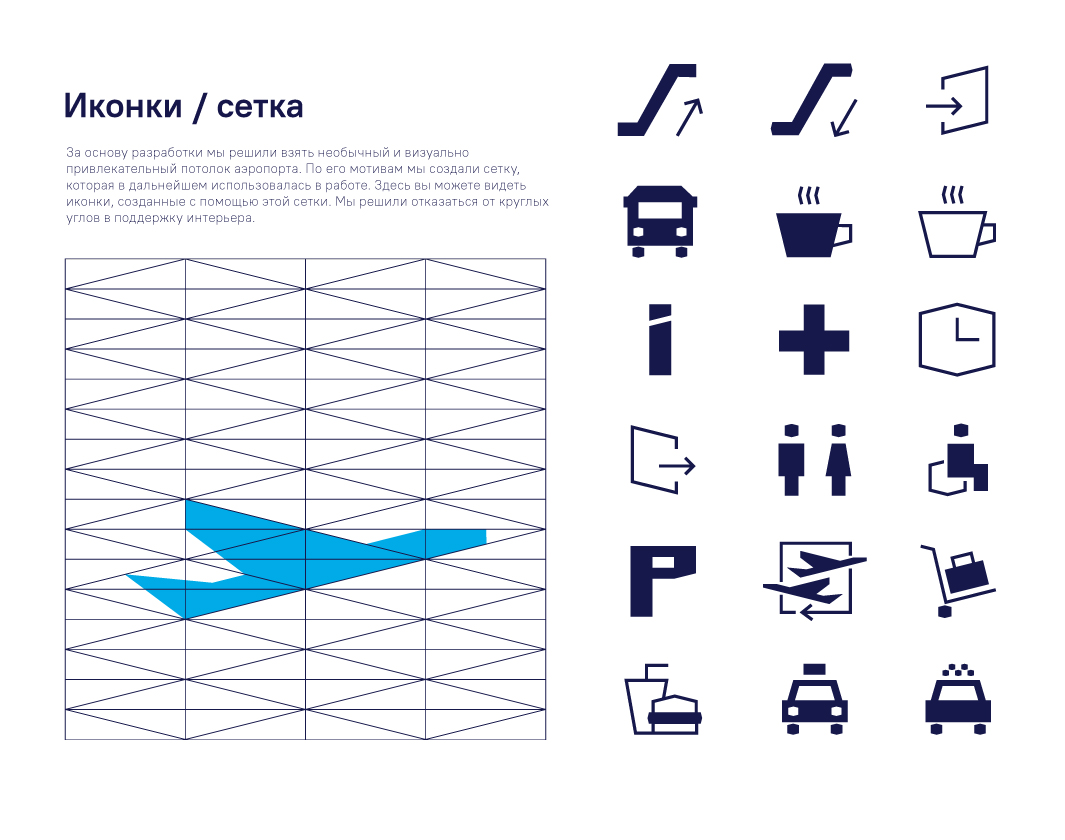 Иконки / сетка
За основу разработки мы решили взять необычный и визуально
привлекательный потолок аэропорта. По его мотивам мы создали сетку,
которая в дальнейшем использовалась в работе. Здесь вы можете видеть
иконки, созданные с помощью этой сетки. Мы решили отказаться от круглых
углов в поддержку интерьера.